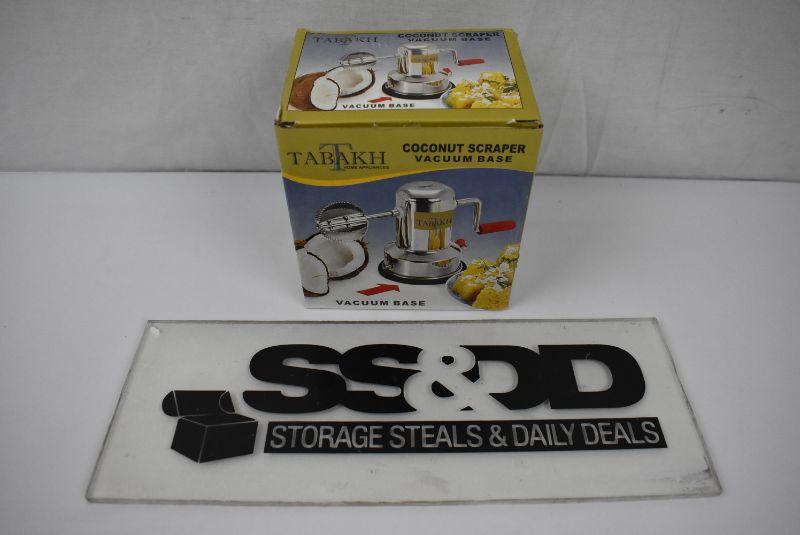 TABAKH
COCONUT SCRAPER
VACUUM BASE
VACUUM BASE
TABAKH
HOME APPLIANCES
COCONUT SCRAPER
VACUUM BASE
TABAKH
VACUUM BASE
SS&DD
STORAGE STEALS & DAILY DEALS